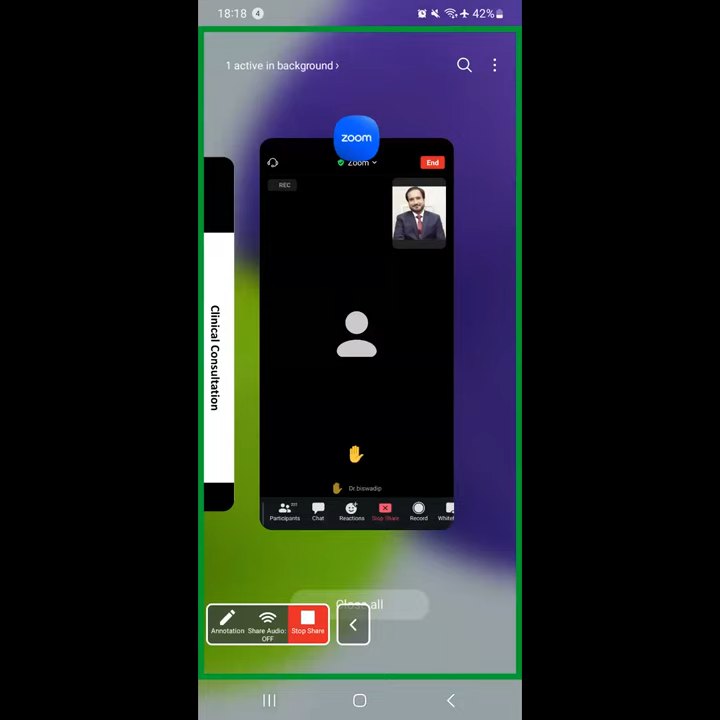 18:18 4 42%
1 active in background ›
zoom
Zoom
End
REC
Clinical Consultation
Dr.biswadip
Participants Chat Reactions Stop Share Record
Close all
Annotation Share Audio: OFF Stop Share